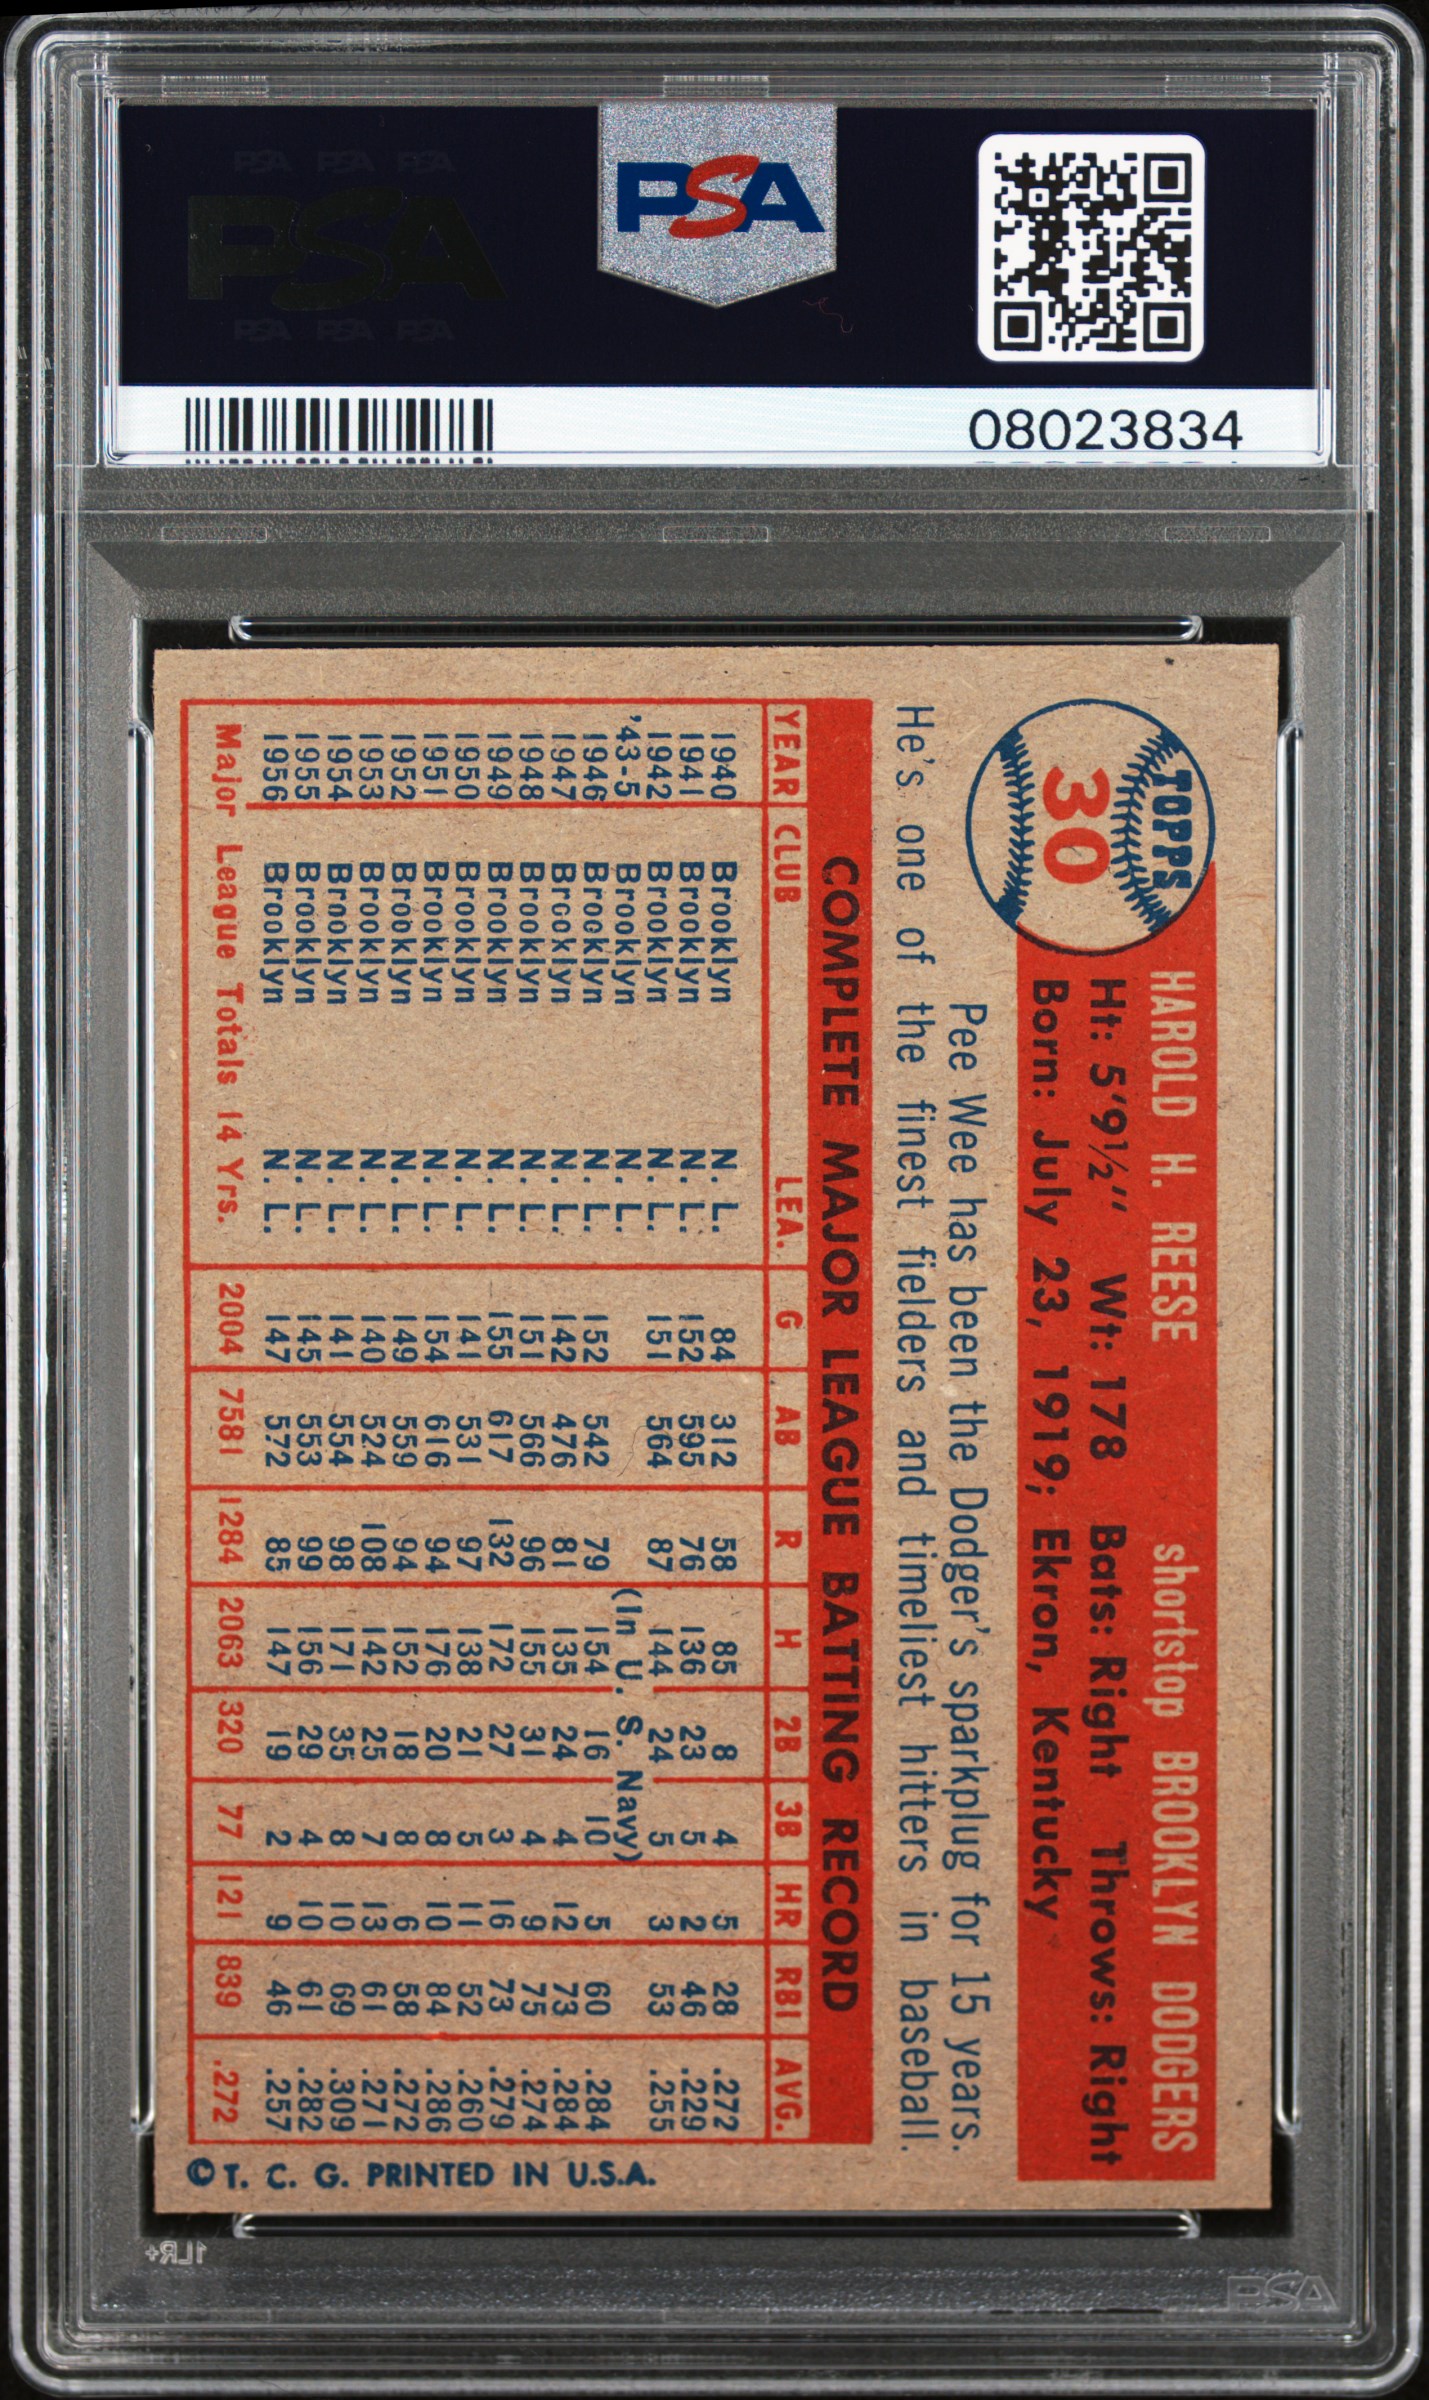 PSA PSA PSA
PSA
PSA PSA PSA
PSA
08023834
TOPPS
30
HAROLD H. REESE shortstop BROOKLYN DODGERS
Ht: 5'9½" Wt: 178 Bats: Right Throws: Right
Born: July 23, 1919; Ekron, Kentucky
Pee Wee has been the Dodger's sparkplug for 15 years.
He's one of the finest fielders and timeliest hitters in baseball.
COMPLETE MAJOR LEAGUE BATTING RECORD
YEAR CLUB LEA. G AB R H 2B 3B HR RBI AVG.
1940 Brooklyn N. L. 84 312 58 85 8 4 5 28 .272
1941 Brooklyn N. L. 152 595 76 136 23 5 2 46 .229
1942 Brooklyn N. L. 151 564 87 144 24 5 3 53 .255
'43-5 Brooklyn N. L. (In U. S. Navy)
1946 Brooklyn N. L. 152 542 79 154 16 10 5 60 .284
1947 Brooklyn N. L. 142 476 81 135 24 4 12 73 .284
1948 Brooklyn N. L. 151 566 96 155 31 4 9 75 .274
1949 Brooklyn N. L. 155 617 132 172 27 3 16 73 .279
1950 Brooklyn N. L. 141 531 97 138 21 5 11 52 .260
1951 Brooklyn N. L. 154 616 94 176 20 8 10 84 .286
1952 Brooklyn N. L. 149 559 94 152 18 8 6 58 .272
1953 Brooklyn N. L. 140 524 108 142 25 7 13 61 .271
1954 Brooklyn N. L. 141 554 98 171 35 8 10 69 .309
1955 Brooklyn N. L. 145 553 99 156 29 4 10 61 .282
1956 Brooklyn N. L. 147 572 85 147 19 2 9 46 .257
Major League Totals 14 Yrs. 2004 7581 1284 2063 320 77 121 839 .272
© T. C. G. PRINTED IN U.S.A.
1LR+
PSA